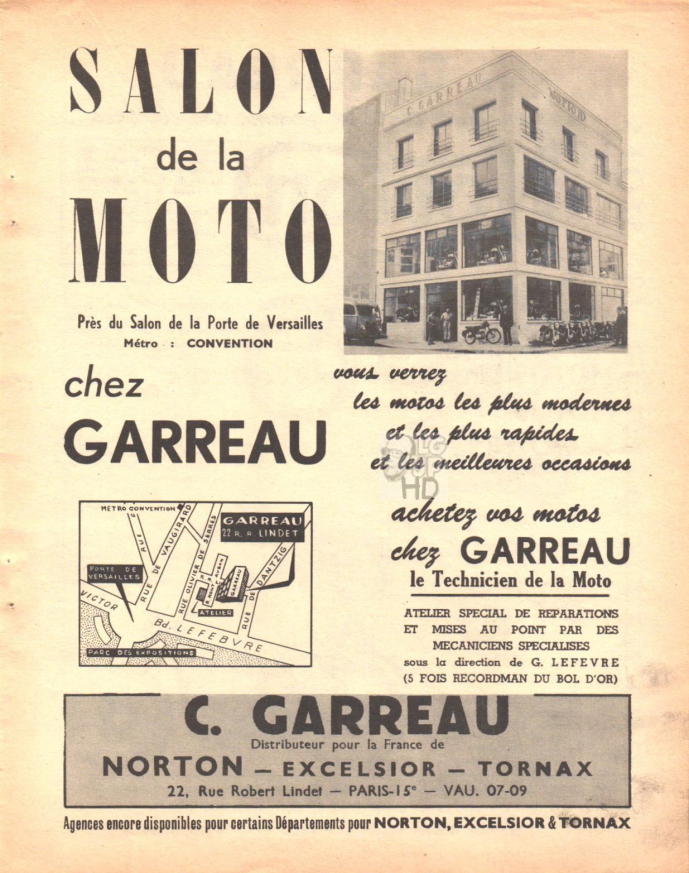 SALON
de la
MOTO
Près du Salon de la Porte de Versailles
Métro : CONVENTION
C. GARREAU
chez
GARREAU
vous verrez
les motos les plus modernes
et les plus rapides
et les meilleures occasions
achetez vos motos
chez GARREAU
le Technicien de la Moto
ATELIER SPECIAL DE REPARATIONS
ET MISES AU POINT PAR DES
MECANICIENS SPECIALISES
sous la direction de G. LEFEVRE
(5 FOIS RECORDMAN DU BOL D'OR)
METRO CONVENTION
RUE
RUE DE VAUGIRARD
RUE OLIVIER DE SERRES
GARREAU
22 R. R. LINDET
RUE DE DANTZIG
PORTE DE
VERSAILLES
GARREAU
ATELIER
VICTOR
Bd. LEFEBVRE
PARC DES EXPOSITIONS
C. GARREAU
Distributeur pour la France de
NORTON — EXCELSIOR — TORNAX
22, Rue Robert Lindet — PARIS-15e — VAU. 07-09
Agences encore disponibles pour certains Départements pour NORTON, EXCELSIOR & TORNAX